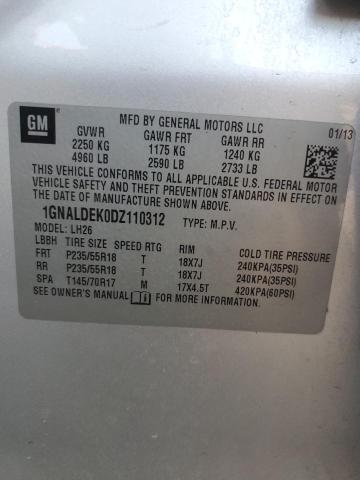 GM
MFD BY GENERAL MOTORS LLC 01/13
GVWR GAWR FRT GAWR RR
2250 KG 1175 KG 1240 KG
4960 LB 2590 LB 2733 LB
THIS VEHICLE CONFORMS TO ALL APPLICABLE U.S. FEDERAL MOTOR
VEHICLE SAFETY, BUMPER, AND THEFT PREVENTION STANDARDS IN EFFECT ON
THE DATE OF MANUFACTURE SHOWN ABOVE.
1GNALDEK0DZ110312 TYPE: M.P.V.
MODEL: LH26
LBBH TIRE SIZE SPEED RTG RIM COLD TIRE PRESSURE
FRT P235/55R18 T 18X7J 240KPA(35PSI)
RR P235/55R18 T 18X7J 240KPA(35PSI)
SPA T145/70R17 M 17X4.5T 420KPA(60PSI)
SEE OWNER'S MANUAL FOR MORE INFORMATION.